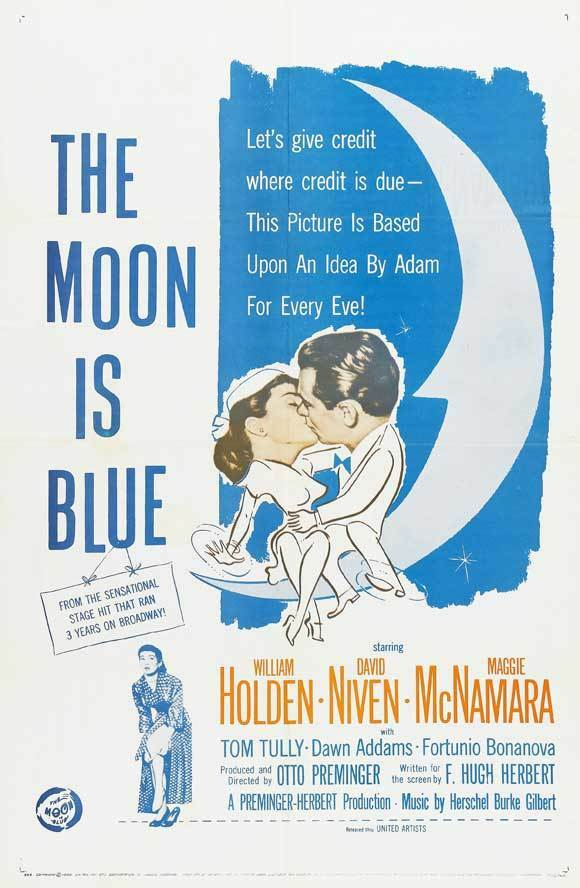 THE
MOON
IS
BLUE
Let's give credit
where credit is due—
This Picture Is Based
Upon An Idea By Adam
For Every Eve!
FROM THE SENSATIONAL
STAGE HIT THAT RAN
3 YEARS ON BROADWAY!
starring
WILLIAM HOLDEN · DAVID NIVEN · MAGGIE McNAMARA
with
TOM TULLY · Dawn Addams · Fortunio Bonanova
Produced and Directed by OTTO PREMINGER Written for the screen by F. HUGH HERBERT
A PREMINGER-HERBERT Production · Music by Herschel Burke Gilbert
Released thru UNITED ARTISTS
THE
MOON
IS
BLUE